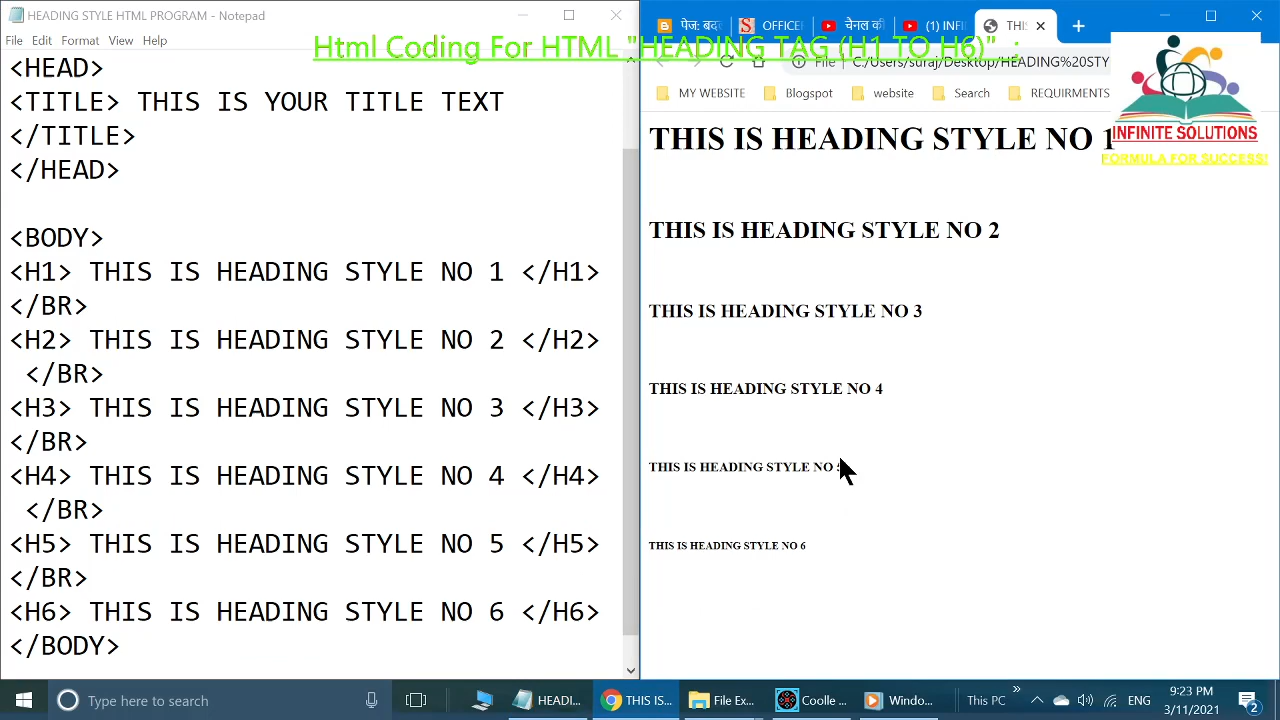 HEADING STYLE HTML PROGRAM - Notepad
File Edit Format View Help
<HEAD>
<TITLE> THIS IS YOUR TITLE TEXT
</TITLE>
</HEAD>
<BODY>
<H1> THIS IS HEADING STYLE NO 1 </H1>
</BR>
<H2> THIS IS HEADING STYLE NO 2 </H2>
</BR>
<H3> THIS IS HEADING STYLE NO 3 </H3>
</BR>
<H4> THIS IS HEADING STYLE NO 4 </H4>
</BR>
<H5> THIS IS HEADING STYLE NO 5 </H5>
</BR>
<H6> THIS IS HEADING STYLE NO 6 </H6>
</BODY>
पेज: बदल OFFICE चैनल की (1) INFI THIS
Html Coding For HTML "HEADING TAG (H1 TO H6)" :
File C:/Users/suraj/Desktop/HEADING%20STY
MY WEBSITE Blogspot website Search REQUIRMENTS
INFINITE SOLUTIONS
FORMULA FOR SUCCESS!
THIS IS HEADING STYLE NO 1
THIS IS HEADING STYLE NO 2
THIS IS HEADING STYLE NO 3
THIS IS HEADING STYLE NO 4
THIS IS HEADING STYLE NO 5
THIS IS HEADING STYLE NO 6
Type here to search
HEADI... THIS IS... File Ex... Coolle ... Windo... This PC ENG 9:23 PM
3/11/2021 2